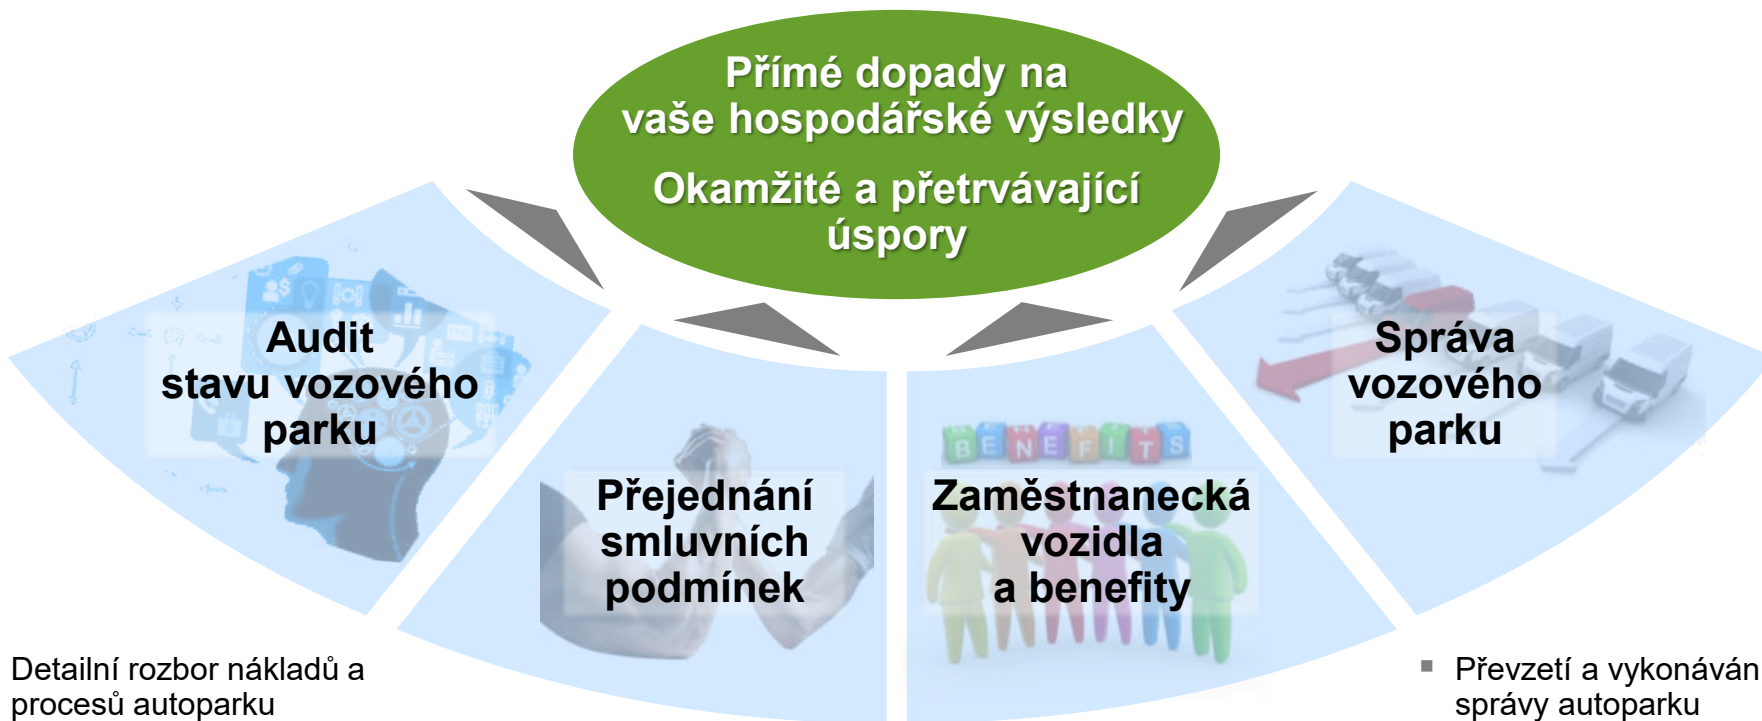 Přímé dopady na
vaše hospodářské výsledky
Okamžité a přetrvávající
úspory
Audit
stavu vozového
parku
Přejednání
smluvních
podmínek
BENEFITS
Zaměstnanecká
vozidla
a benefity
Správa
vozového
parku
Detailní rozbor nákladů a
procesů autoparku
Převzetí a vykonáván
správy autoparku